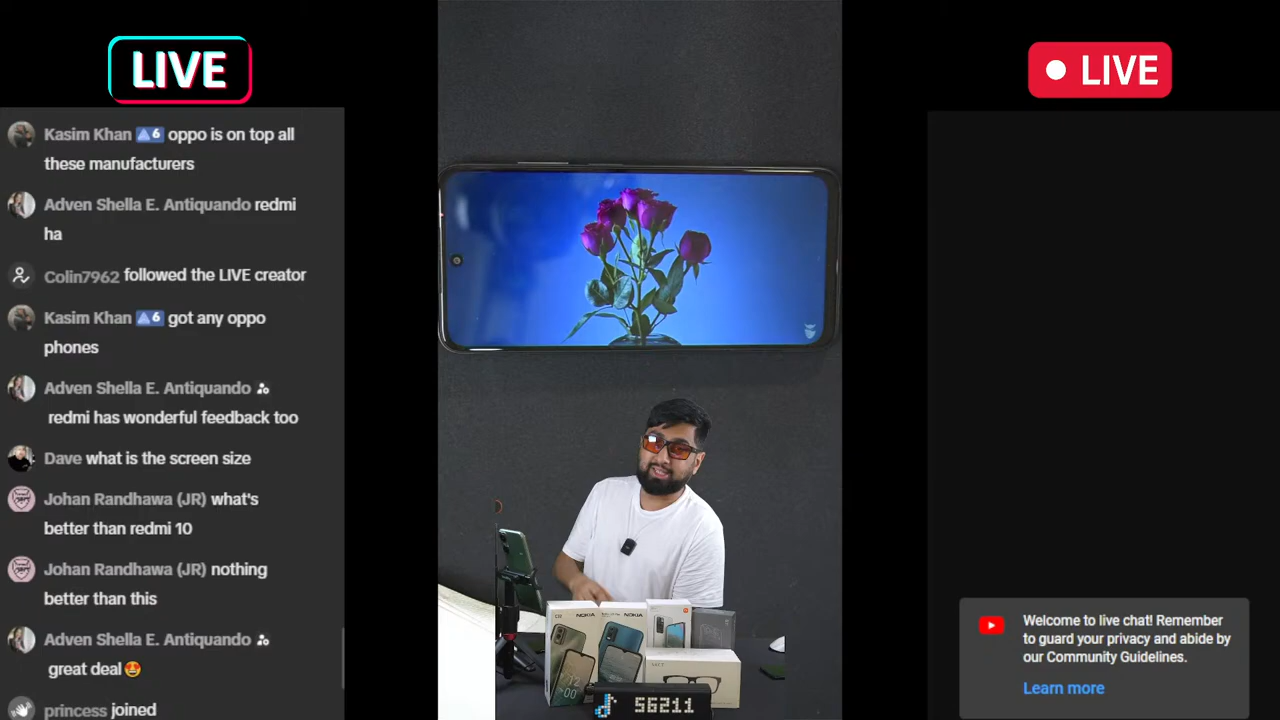 LIVE
Kasim Khan 6 oppo is on top all
these manufacturers
Adven Shella E. Antiquando redmi
ha
Colin7962 followed the LIVE creator
Kasim Khan 6 got any oppo
phones
Adven Shella E. Antiquando
redmi has wonderful feedback too
Dave what is the screen size
Johan Randhawa (JR) what's
better than redmi 10
Johan Randhawa (JR) nothing
better than this
Adven Shella E. Antiquando
great deal🤩
princess joined
NOKIA
NOKIA
56211
LIVE
Welcome to live chat! Remember
to guard your privacy and abide by
our Community Guidelines.
Learn more